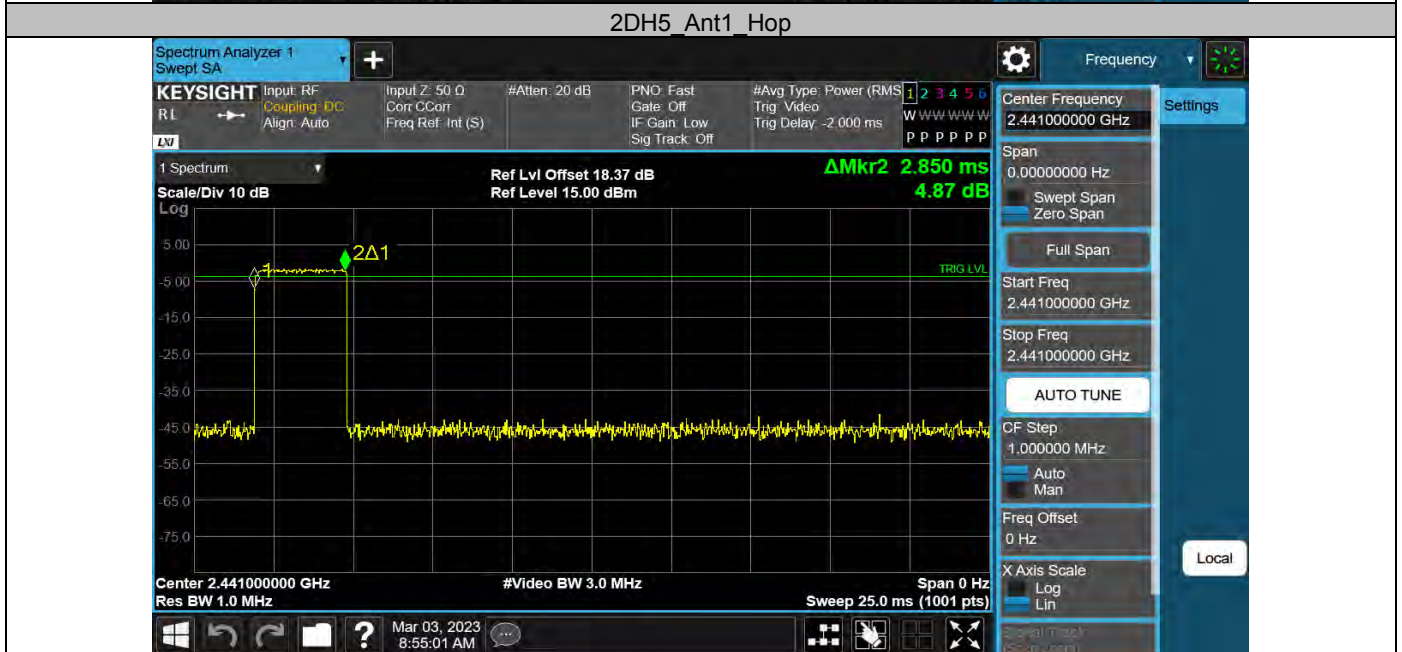 2DH5_Ant1_Hop
Spectrum Analyzer 1
Swept SA
Frequency
KEYSIGHT
RL
LXI
Input: RF
Coupling: DC
Align: Auto
Input Z: 50 Ω
Corr CCorr
Freq Ref: Int (S)
#Atten: 20 dB
PNO: Fast
Gate: Off
IF Gain: Low
Sig Track: Off
#Avg Type: Power (RMS
Trig: Video
Trig Delay: -2.000 ms
1 2 3 4 5 6
W W W W W W
P P P P P P
1 Spectrum
Scale/Div 10 dB
Ref Lvl Offset 18.37 dB
Ref Level 15.00 dBm
ΔMkr2 2.850 ms
4.87 dB
Log
5.00
-5.00
-15.0
-25.0
-35.0
-45.0
-55.0
-65.0
-75.0
1
2Δ1
TRIG LVL
Center 2.441000000 GHz
Res BW 1.0 MHz
#Video BW 3.0 MHz
Span 0 Hz
Sweep 25.0 ms (1001 pts)
Center Frequency
2.441000000 GHz
Settings
Span
0.00000000 Hz
Swept Span
Zero Span
Full Span
Start Freq
2.441000000 GHz
Stop Freq
2.441000000 GHz
AUTO TUNE
CF Step
1.000000 MHz
Auto
Man
Freq Offset
0 Hz
X Axis Scale
Log
Lin
Signal Track
Local
?
Mar 03, 2023
8:55:01 AM